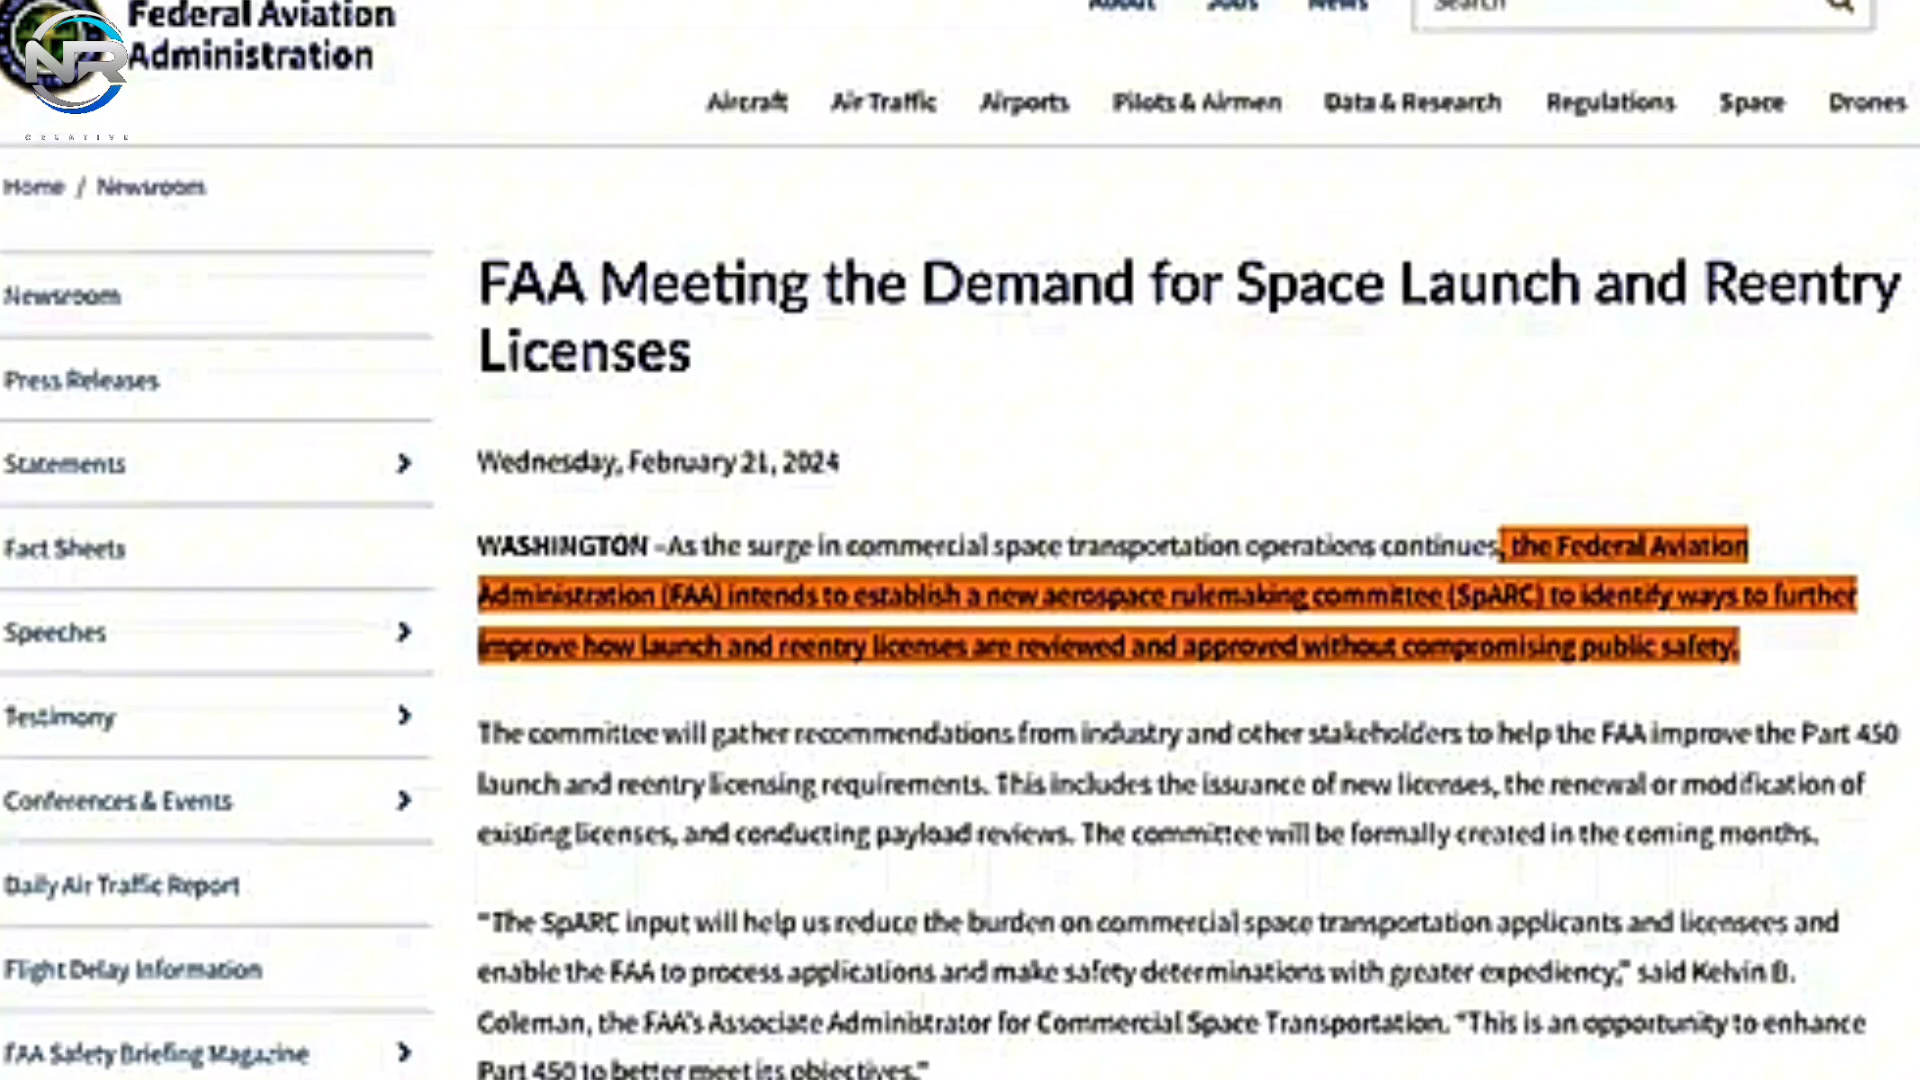 Federal Aviation
Administration
NR
CREATIVE
About Jobs News Search
Aircraft Air Traffic Airports Pilots & Airmen Data & Research Regulations Space Drones
Home / Newsroom
Newsroom
Press Releases
Statements
Fact Sheets
Speeches
Testimony
Conferences & Events
Daily Air Traffic Report
Flight Delay Information
FAA Safety Briefing Magazine
FAA Meeting the Demand for Space Launch and Reentry
Licenses
Wednesday, February 21, 2024
WASHINGTON –As the surge in commercial space transportation operations continues, the Federal Aviation
Administration (FAA) intends to establish a new aerospace rulemaking committee (SpARC) to identify ways to further
improve how launch and reentry licenses are reviewed and approved without compromising public safety.
The committee will gather recommendations from industry and other stakeholders to help the FAA improve the Part 450
launch and reentry licensing requirements. This includes the issuance of new licenses, the renewal or modification of
existing licenses, and conducting payload reviews. The committee will be formally created in the coming months.
"The SpARC input will help us reduce the burden on commercial space transportation applicants and licensees and
enable the FAA to process applications and make safety determinations with greater expediency," said Kelvin B.
Coleman, the FAA's Associate Administrator for Commercial Space Transportation. "This is an opportunity to enhance
Part 450 to better meet its objectives."